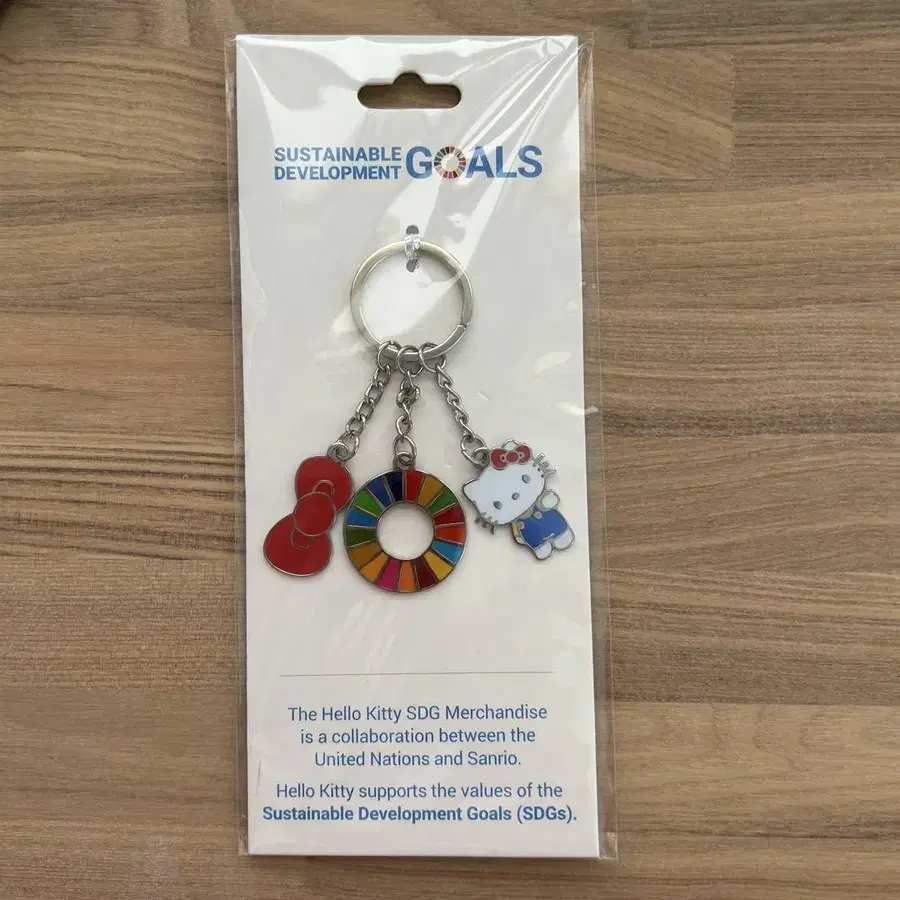 SUSTAINABLE
DEVELOPMENT GOALS
The Hello Kitty SDG Merchandise
is a collaboration between the
United Nations and Sanrio.
Hello Kitty supports the values of the
Sustainable Development Goals (SDGs).